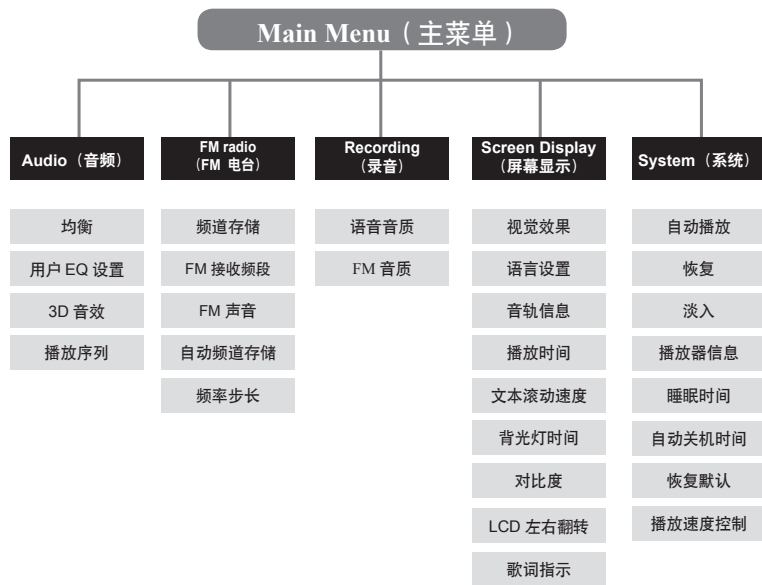 Main Menu（主菜单）
Audio（音频）
均衡
用户 EQ 设置
3D 音效
播放序列
FM radio
（FM 电台）
频道存储
FM 接收频段
FM 声音
自动频道存储
频率步长
Recording
（录音）
语音音质
FM 音质
Screen Display
（屏幕显示）
视觉效果
语言设置
音轨信息
播放时间
文本滚动速度
背光灯时间
对比度
LCD 左右翻转
歌词指示
System（系统）
自动播放
恢复
淡入
播放器信息
睡眠时间
自动关机时间
恢复默认
播放速度控制